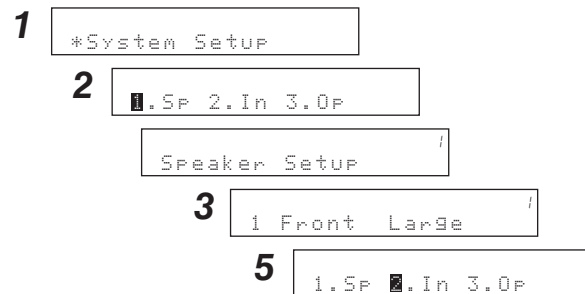 1
*System Setup
2
1.Sp 2.In 3.Op
1
Speaker Setup
3
1
1 Front Large
5
1.Sp 2.In 3.Op